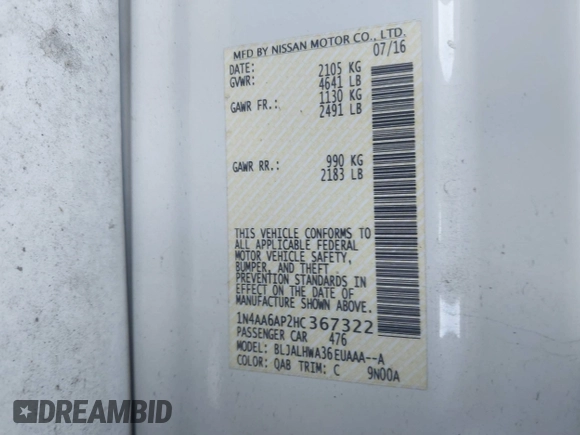 MFD BY NISSAN MOTOR CO., LTD.
DATE: 07/16
GVWR: 2105 KG
4641 LB
GAWR FR.: 1130 KG
2491 LB
GAWR RR.: 990 KG
2183 LB
THIS VEHICLE CONFORMS TO
ALL APPLICABLE FEDERAL
MOTOR VEHICLE SAFETY,
BUMPER, AND THEFT
PREVENTION STANDARDS IN
EFFECT ON THE DATE OF
MANUFACTURE SHOWN ABOVE.
1N4AA6AP2HC367322
PASSENGER CAR 476
MODEL: BLJALHWA36EUAAA--A
COLOR: QAB TRIM: C 9N00A
DREAMBID
.COM